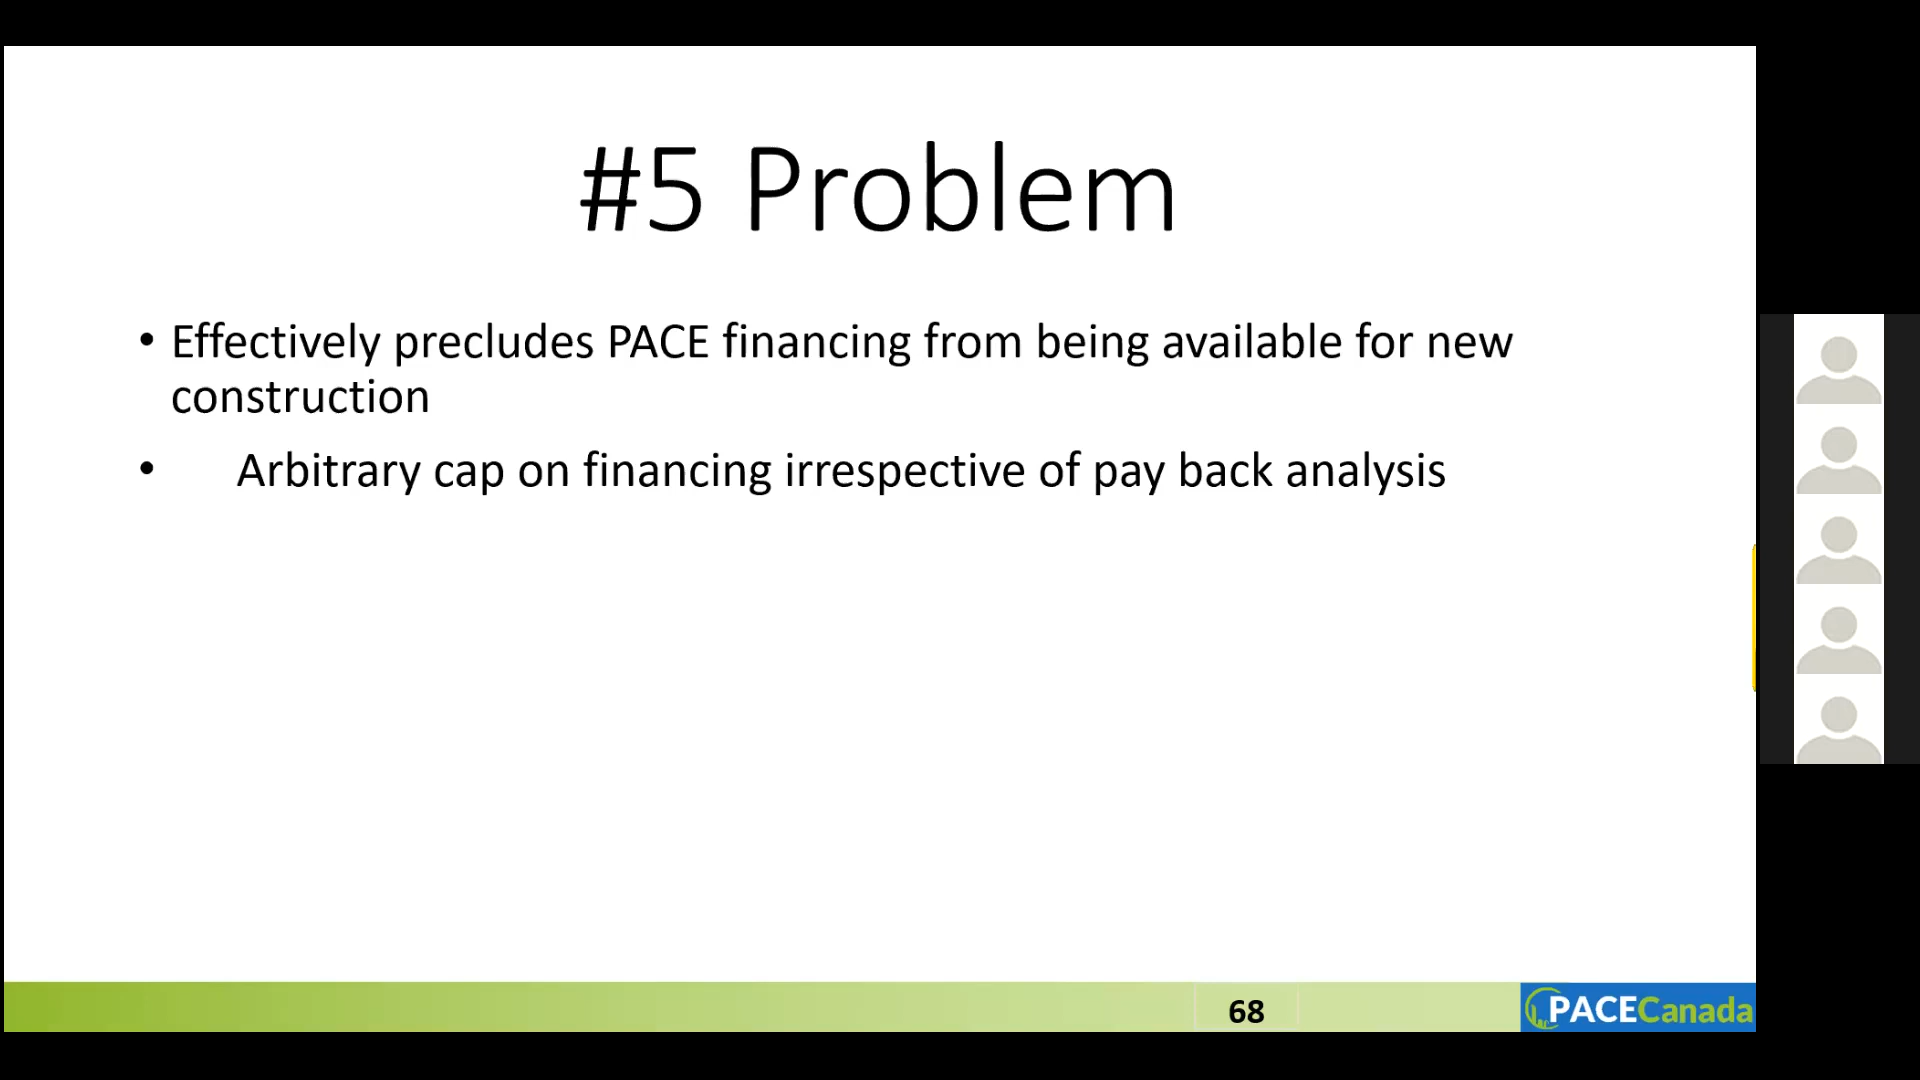 #5 Problem
• Effectively precludes PACE financing from being available for new
construction
• Arbitrary cap on financing irrespective of pay back analysis
68
PACECanada